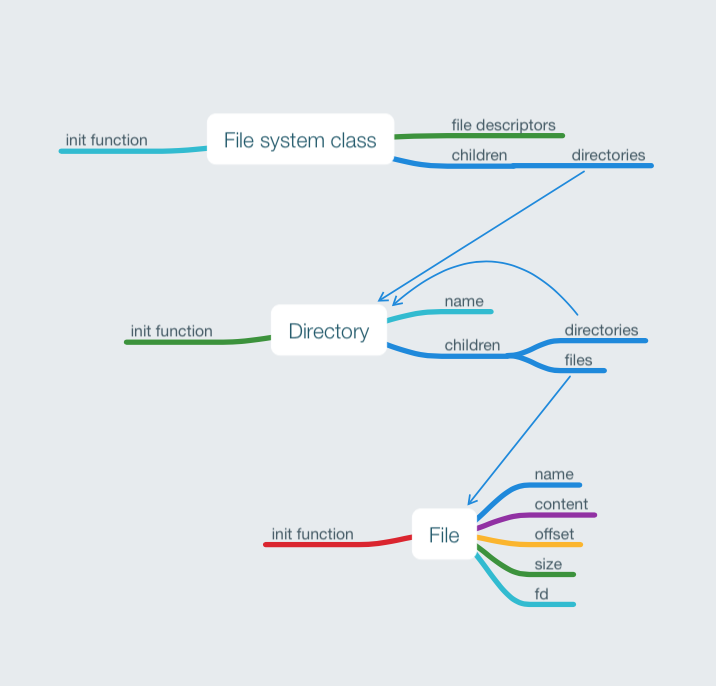 init function
File system class
file descriptors
children
directories
init function
Directory
name
children
directories
files
init function
File
name
content
offset
size
fd